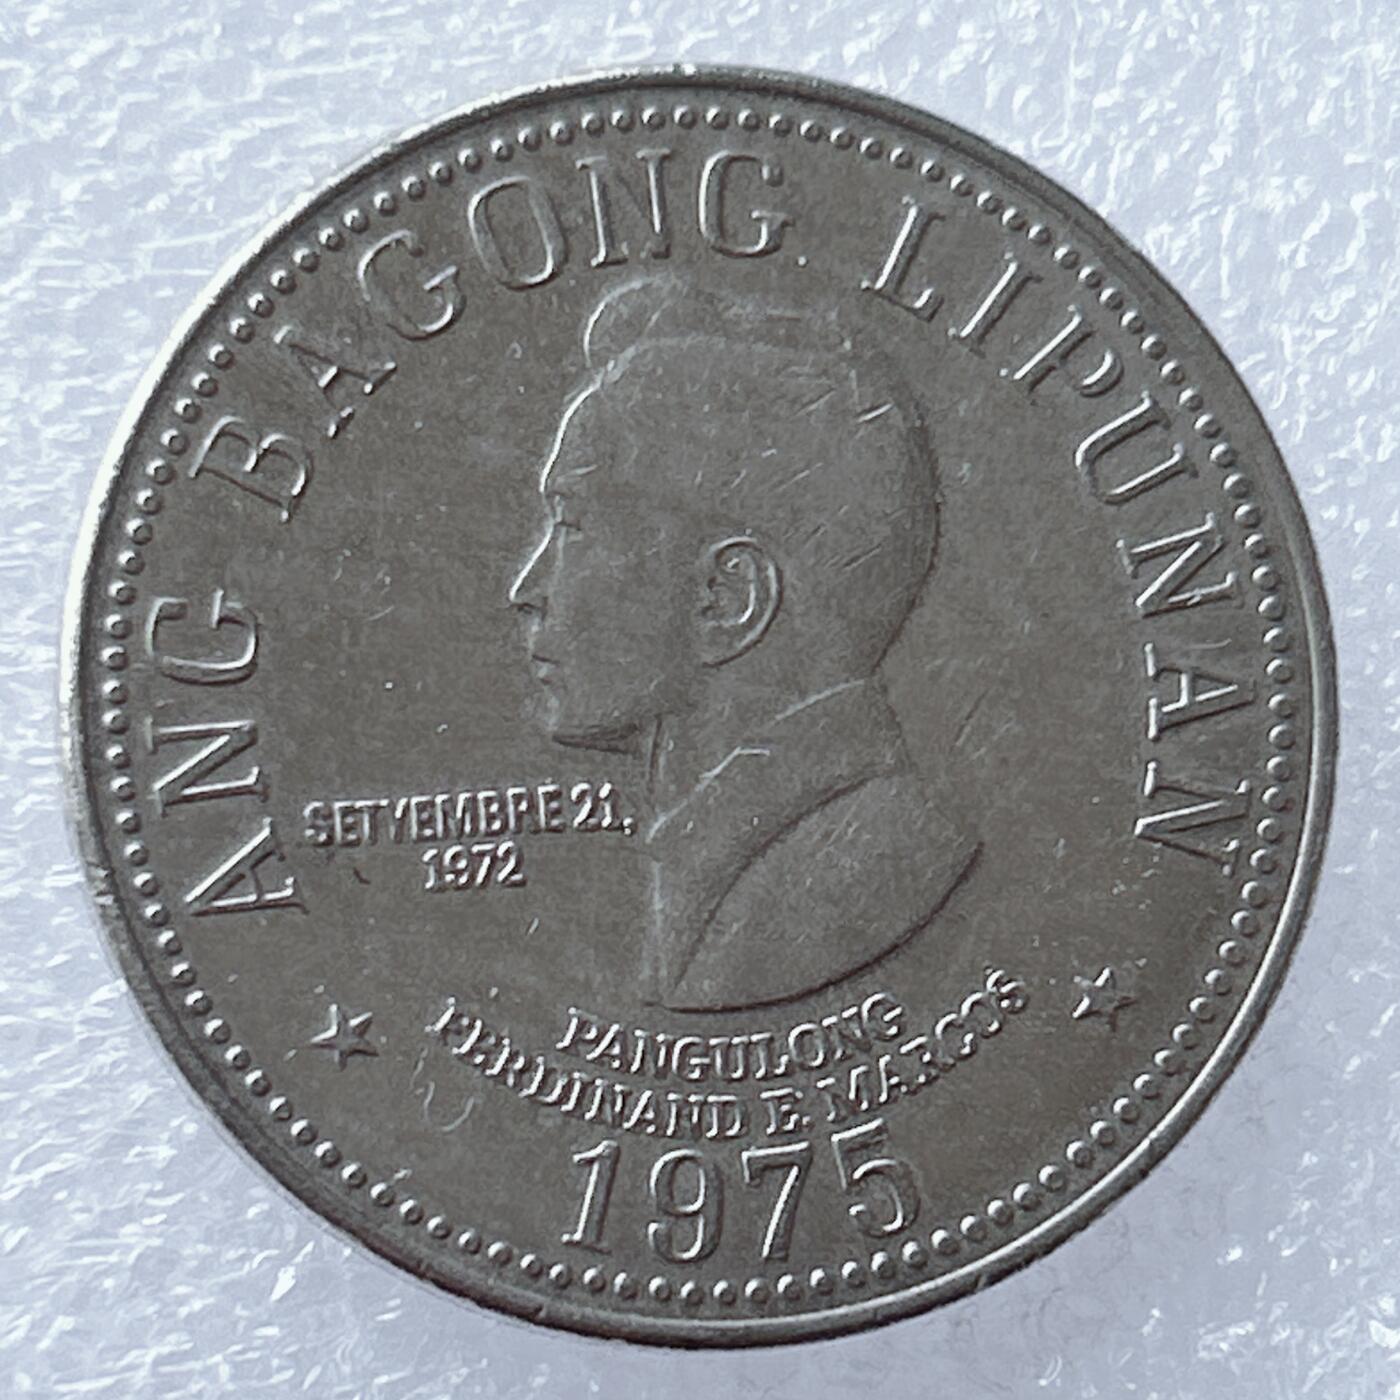 ANG BAGONG LIPUNAN
SETYEMBRE 21,
1972
PANGULONG
FERDINAND E. MARCOS
1975